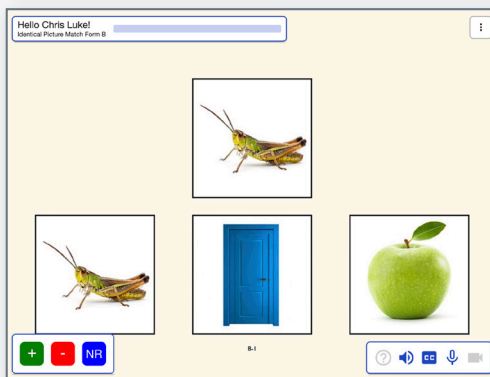 Hello Chris Luke!
Identical Picture Match Form B
B-1
+ - NR
CC